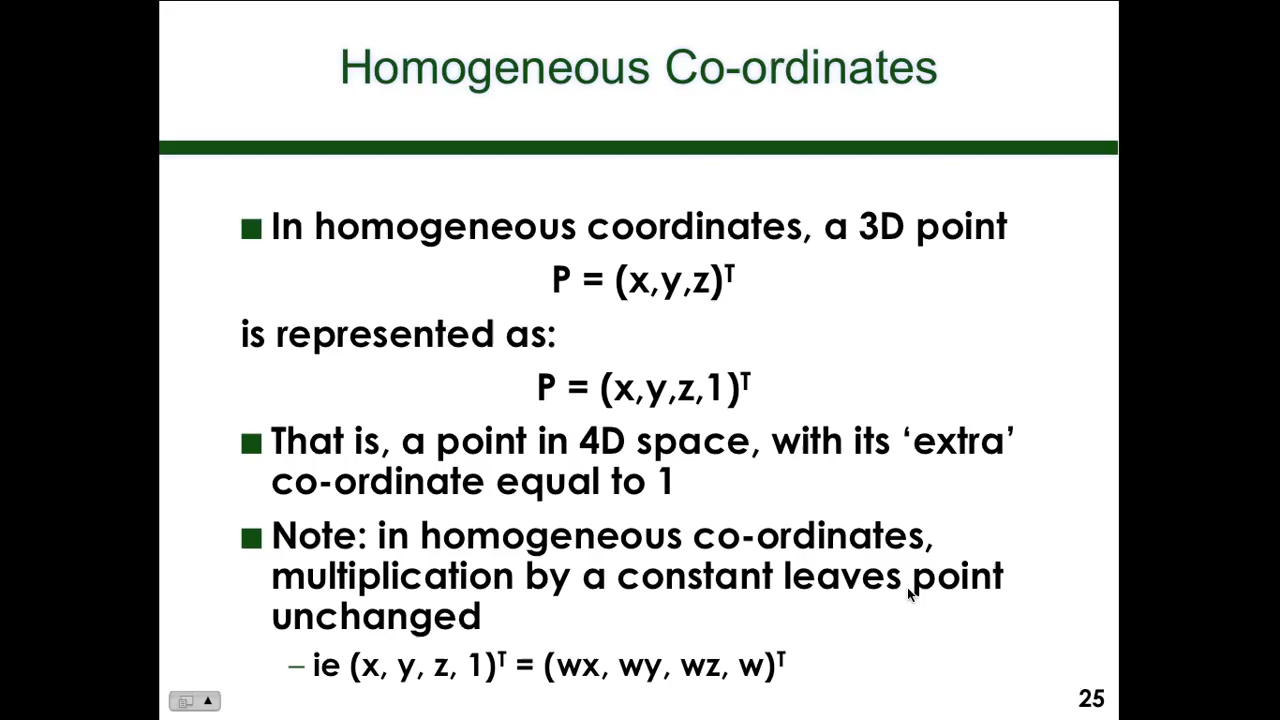 Homogeneous Co-ordinates
■ In homogeneous coordinates, a 3D point
P = (x,y,z)ᵀ
is represented as:
P = (x,y,z,1)ᵀ
■ That is, a point in 4D space, with its ‘extra’
co-ordinate equal to 1
■ Note: in homogeneous co-ordinates,
multiplication by a constant leaves point
unchanged
– ie (x, y, z, 1)ᵀ = (wx, wy, wz, w)ᵀ
25